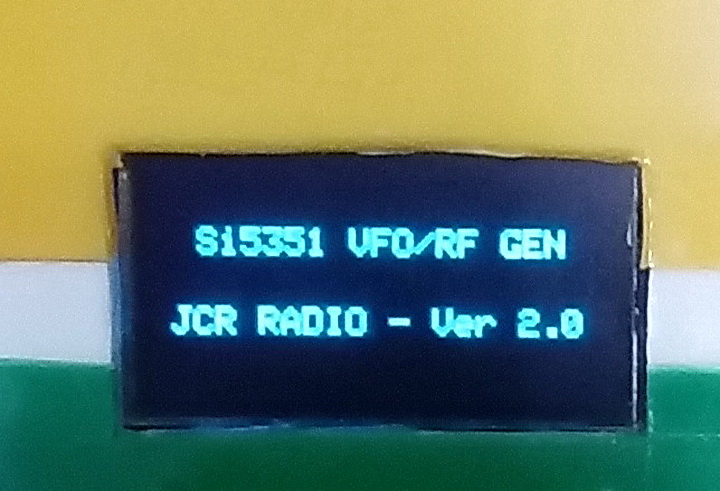 Si5351 VFO/RF GEN
JCR RADIO - Ver 2.0